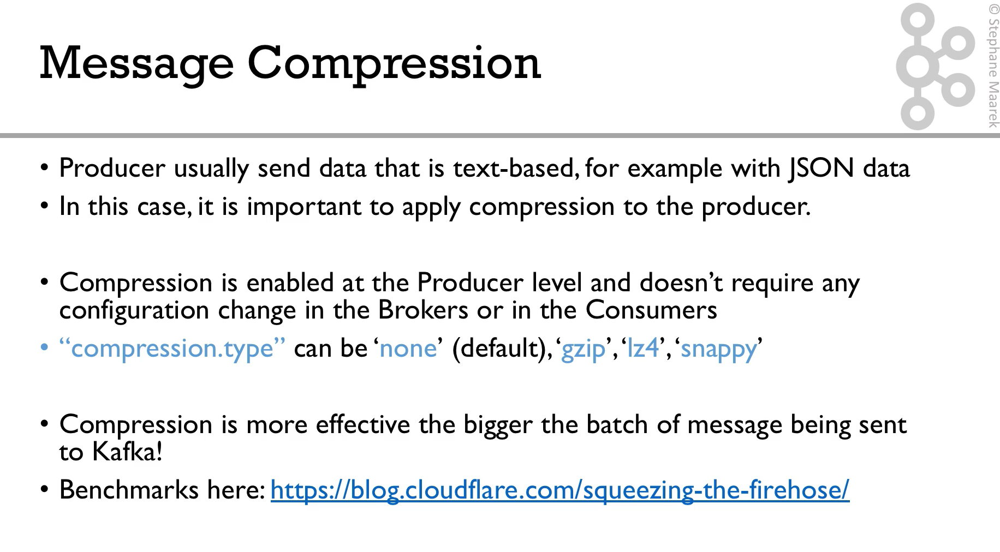 Message Compression
© Stephane Maarek
• Producer usually send data that is text-based, for example with JSON data
• In this case, it is important to apply compression to the producer.
• Compression is enabled at the Producer level and doesn’t require any
configuration change in the Brokers or in the Consumers
• “compression.type” can be ‘none’ (default), ‘gzip’, ‘lz4’, ‘snappy’
• Compression is more effective the bigger the batch of message being sent
to Kafka!
• Benchmarks here: https://blog.cloudflare.com/squeezing-the-firehose/